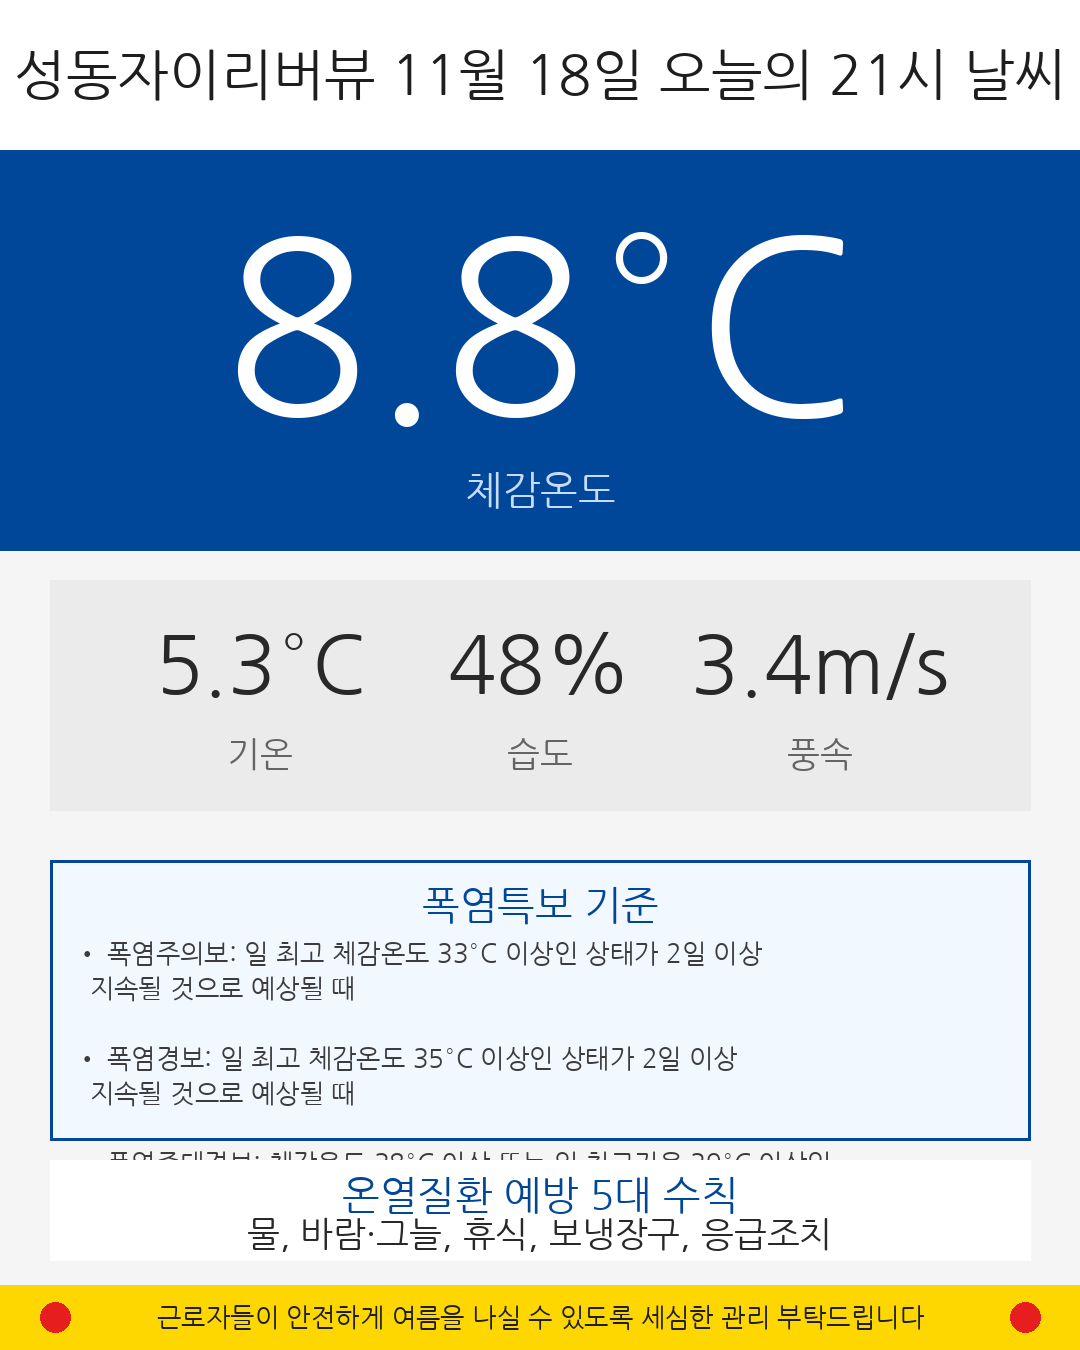 성동자이리버뷰 11월 18일 오늘의 21시 날씨
8.8°C
체감온도
5.3°C 48% 3.4m/s
기온 습도 풍속
폭염특보 기준
• 폭염주의보: 일 최고 체감온도 33°C 이상인 상태가 2일 이상
지속될 것으로 예상될 때
• 폭염경보: 일 최고 체감온도 35°C 이상인 상태가 2일 이상
지속될 것으로 예상될 때
온열질환 예방 5대 수칙
물, 바람·그늘, 휴식, 보냉장구, 응급조치
근로자들이 안전하게 여름을 나실 수 있도록 세심한 관리 부탁드립니다